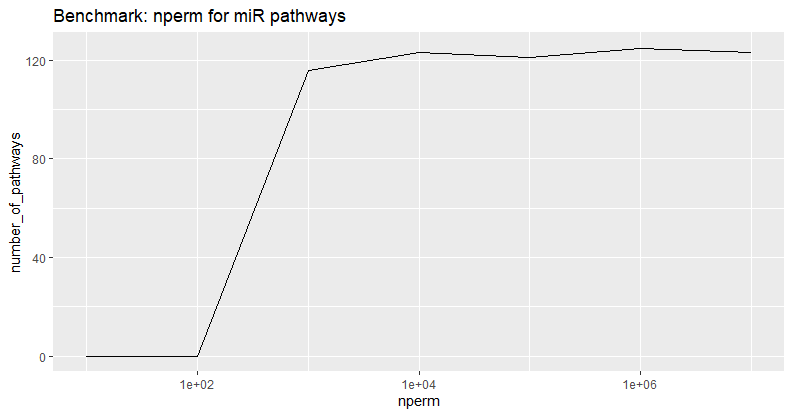 Benchmark: nperm for miR pathways
number_of_pathways
120
80
40
0
1e+02
1e+04
1e+06
nperm